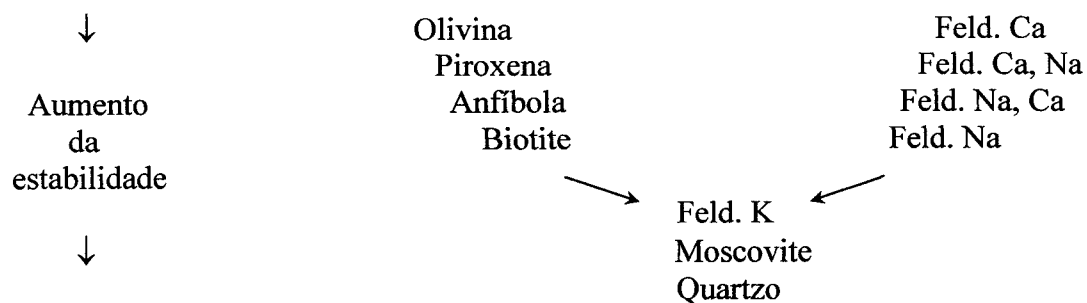 ↓
Aumento
da
estabilidade
↓
Olivina
Piroxena
Anfíbola
Biotite
Feld. Ca
Feld. Ca, Na
Feld. Na, Ca
Feld. Na
Feld. K
Moscovite
Quartzo